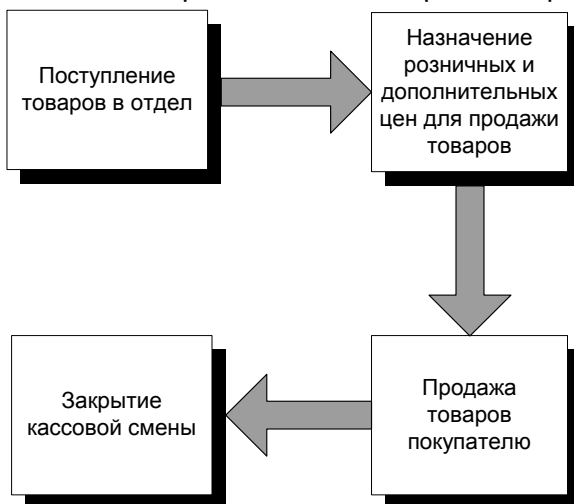 Поступление
товаров в отдел
Назначение
розничных и
дополнительных
цен для продажи
товаров
Продажа
товаров
покупателю
Закрытие
кассовой смены